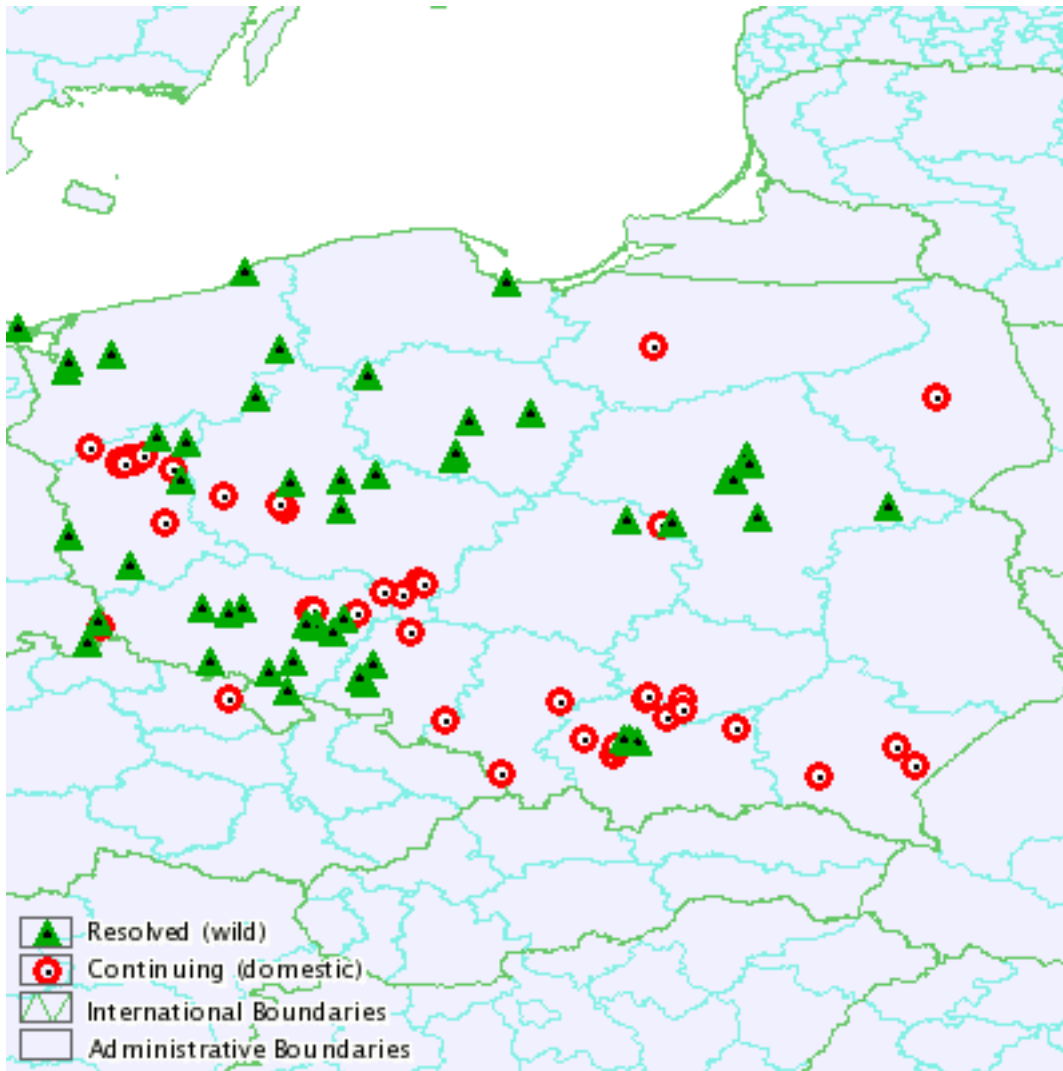 Resolved (wild)
Continuing (domestic)
International Boundaries
Administrative Boundaries